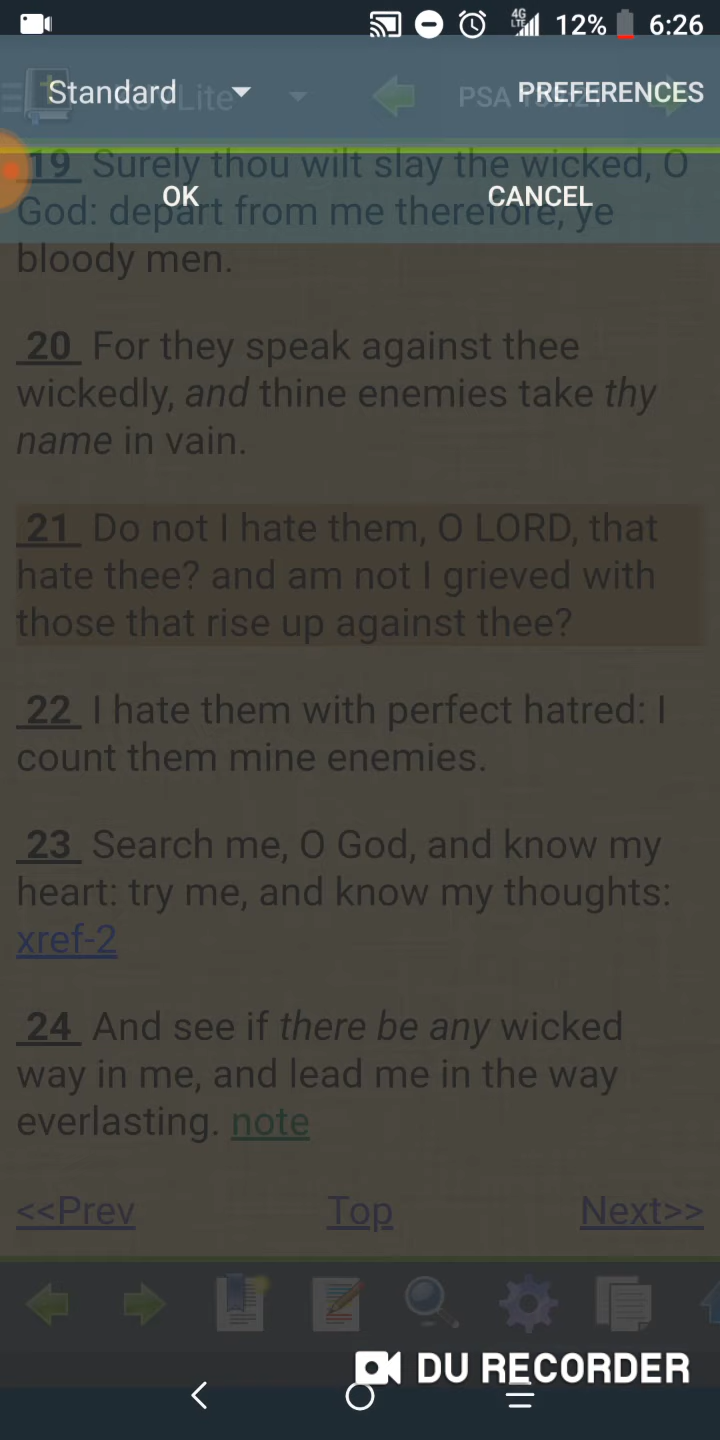 4G
LTE
12%
6:26
Standard
Lite
PSA
PREFERENCES
19 Surely thou wilt slay the wicked, O
OK
CANCEL
God: depart from me therefore, ye
bloody men.
20 For they speak against thee
wickedly, and thine enemies take thy
name in vain.
21 Do not I hate them, O LORD, that
hate thee? and am not I grieved with
those that rise up against thee?
22 I hate them with perfect hatred: I
count them mine enemies.
23 Search me, O God, and know my
heart: try me, and know my thoughts:
xref-2
24 And see if there be any wicked
way in me, and lead me in the way
everlasting. note
<<Prev
Top
Next>>
DU RECORDER